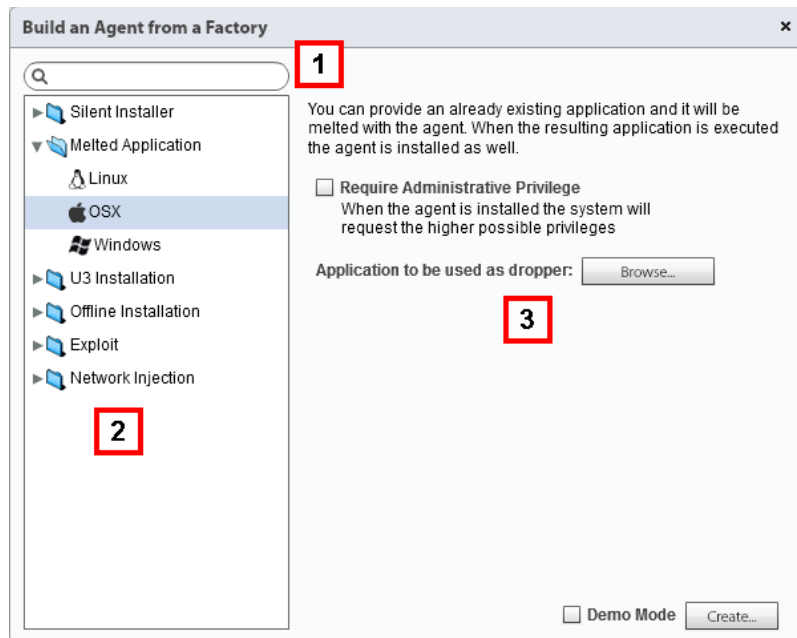 Build an Agent from a Factory
1
Silent Installer
Melted Application
Linux
OSX
Windows
U3 Installation
Offline Installation
Exploit
Network Injection
2
You can provide an already existing application and it will be
melted with the agent. When the resulting application is executed
the agent is installed as well.
Require Administrative Privilege
When the agent is installed the system will
request the higher possible privileges
Application to be used as dropper: Browse...
3
Demo Mode Create...